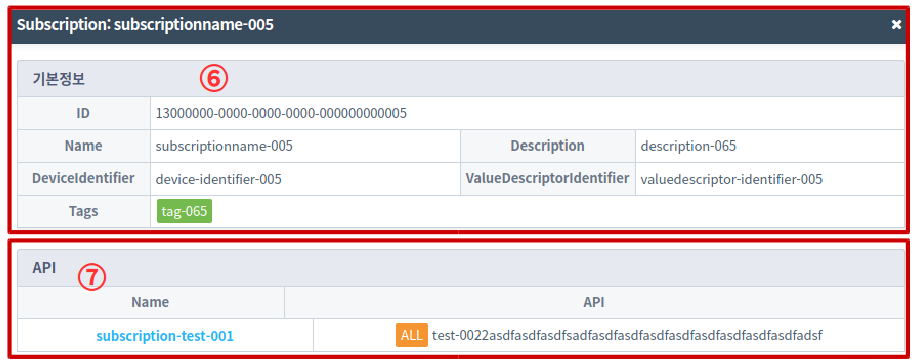 Subscription: subscriptionname-005 ×
기본정보 ⑥
ID 13000000-0000-0000-0000-000000000005
Name subscriptionname-005 Description description-065
DeviceIdentifier device-identifier-005 ValueDescriptorIdentifier valuedescriptor-identifier-005
Tags tag-065
API ⑦
Name API
subscription-test-001 ALL test-0022asdfasdfasdfsadfasdfasdfasdfasdfasdfasdfasdfasdfadsf